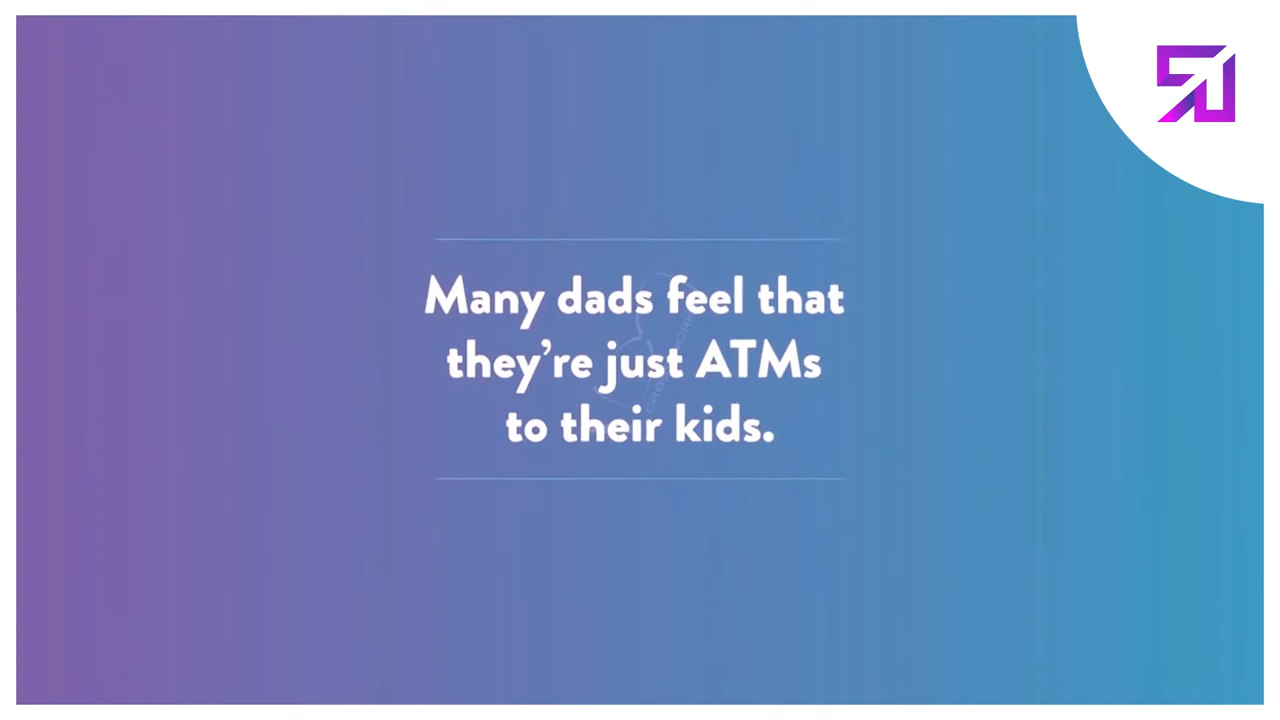 Many dads feel that
they're just ATMs
to their kids.